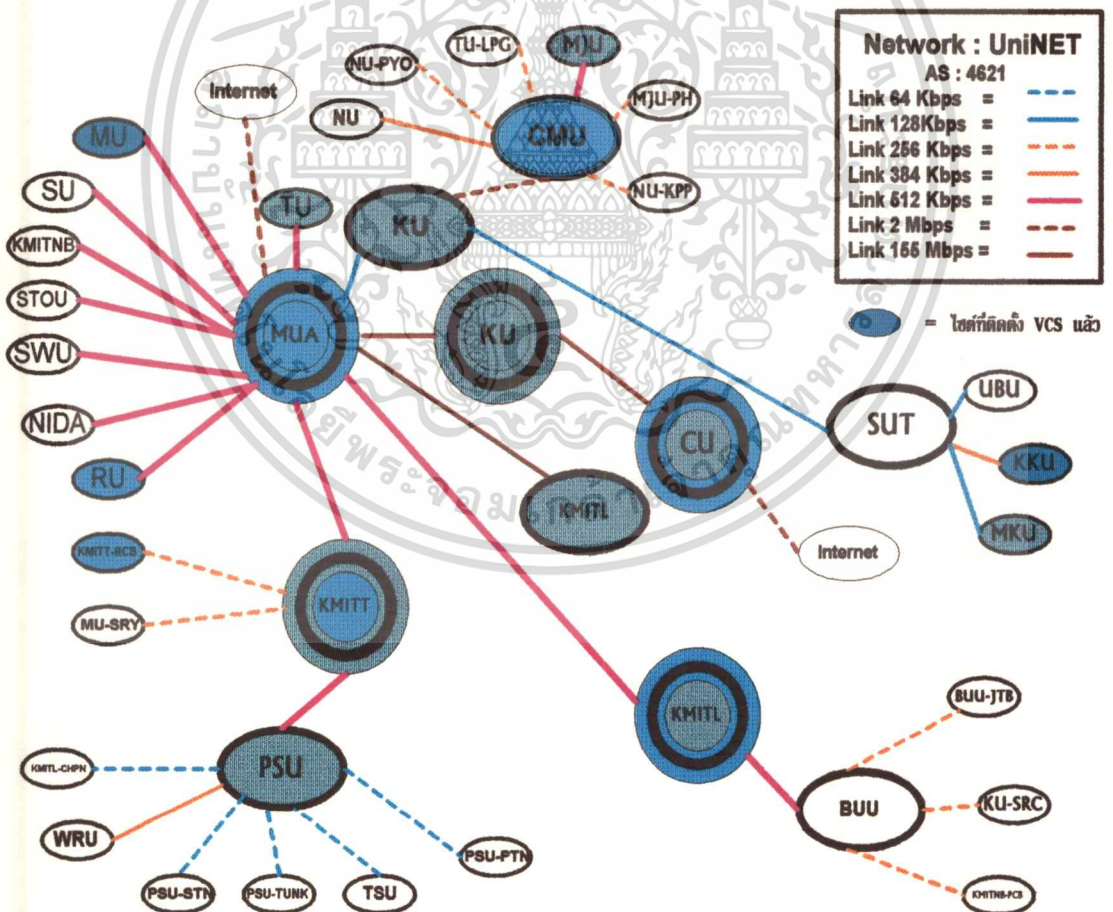 Network : UniNET
AS : 4621
Link 64 Kbps =
Link 128Kbps =
Link 256 Kbps =
Link 384 Kbps =
Link 512 Kbps =
Link 2 Mbps =
Link 155 Mbps =
= ไซต์ที่ติดตั้ง VCS แล้ว
TU-LPG
MJU
NU-PYO
Internet
NU
MJU-PH
CMU
MU
NU-KPP
SU
TU
KU
KMITNB
STOU
MUA
KU
SWU
UBU
NIDA
CU
SUT
KKU
RU
KMITL
MKU
KMITT-RCB
Internet
KMITT
MU-SRY
BUU-JTB
KMITL
KMITL-CHPN
PSU
BUU
KU-SRC
WRU
PSU-PTN
PSU-STN
PSU-TUNK
TSU
KMITNB-PCB